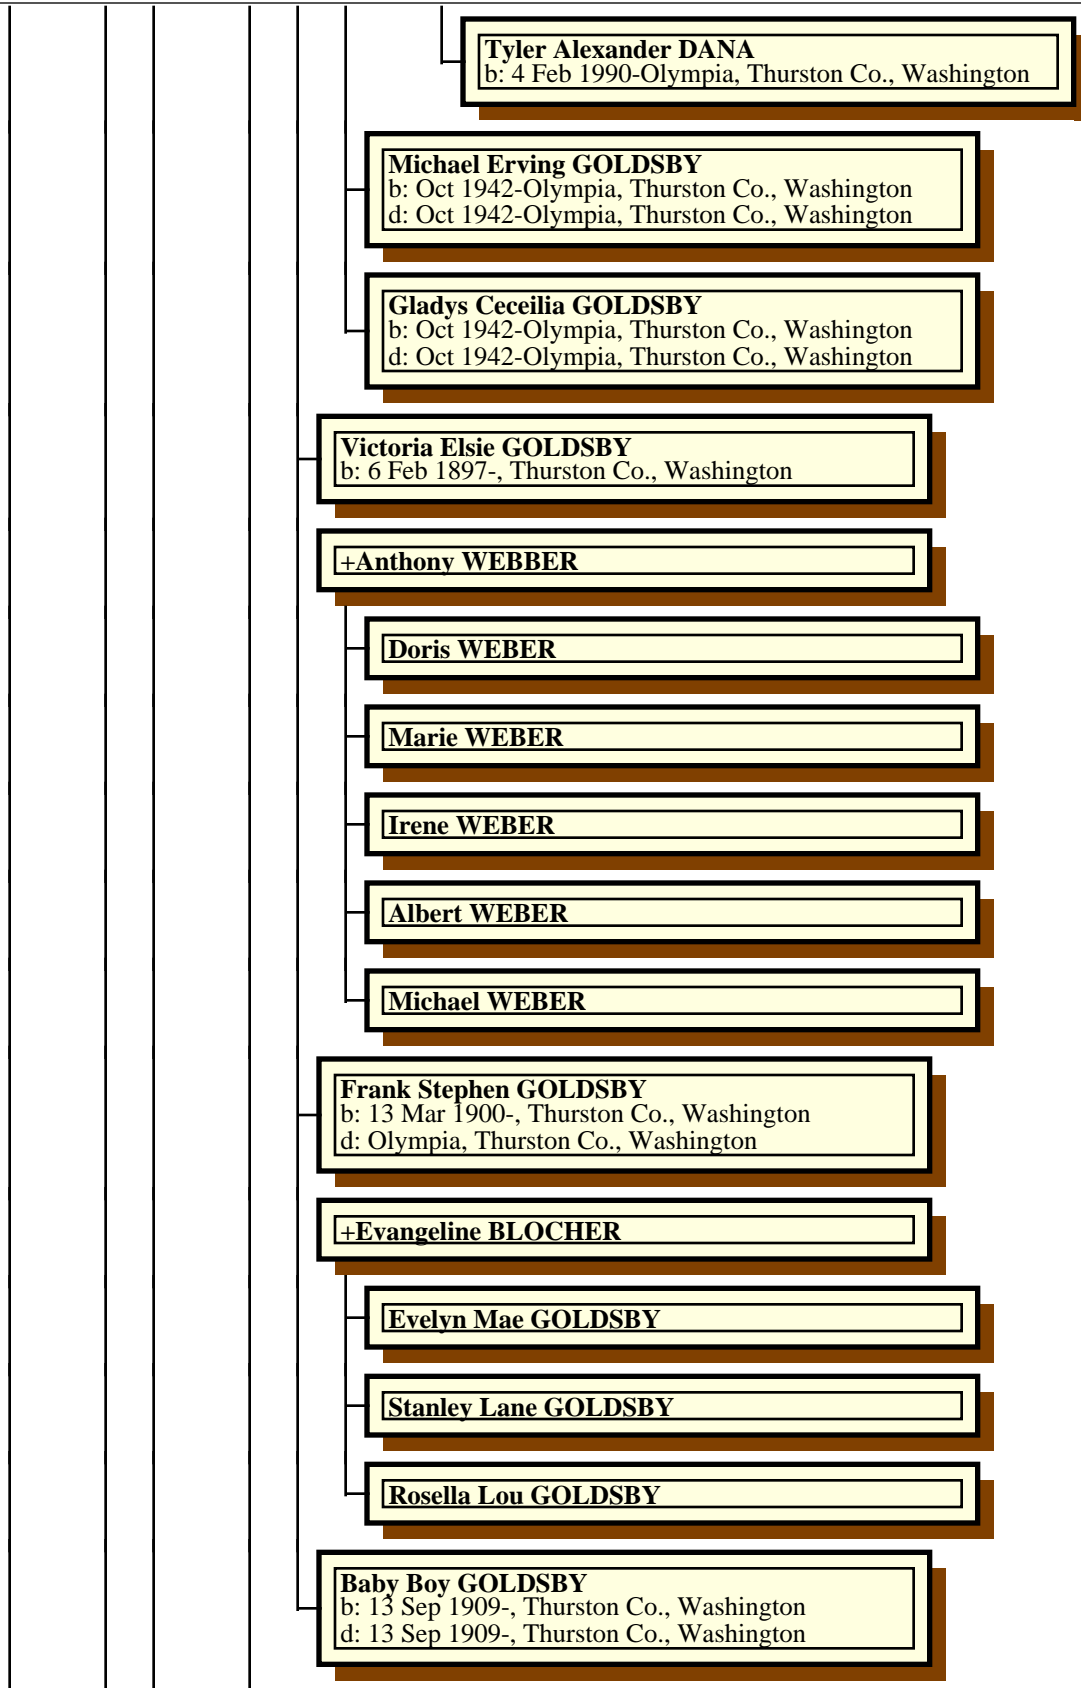 Tyler Alexander DANA
b: 4 Feb 1990-Olympia, Thurston Co., Washington
Michael Erving GOLDSBY
b: Oct 1942-Olympia, Thurston Co., Washington
d: Oct 1942-Olympia, Thurston Co., Washington
Gladys Ceceilia GOLDSBY
b: Oct 1942-Olympia, Thurston Co., Washington
d: Oct 1942-Olympia, Thurston Co., Washington
Victoria Elsie GOLDSBY
b: 6 Feb 1897-, Thurston Co., Washington
+Anthony WEBBER
Doris WEBER
Marie WEBER
Irene WEBER
Albert WEBER
Michael WEBER
Frank Stephen GOLDSBY
b: 13 Mar 1900-, Thurston Co., Washington
d: Olympia, Thurston Co., Washington
+Evangeline BLOCHER
Evelyn Mae GOLDSBY
Stanley Lane GOLDSBY
Rosella Lou GOLDSBY
Baby Boy GOLDSBY
b: 13 Sep 1909-, Thurston Co., Washington
d: 13 Sep 1909-, Thurston Co., Washington